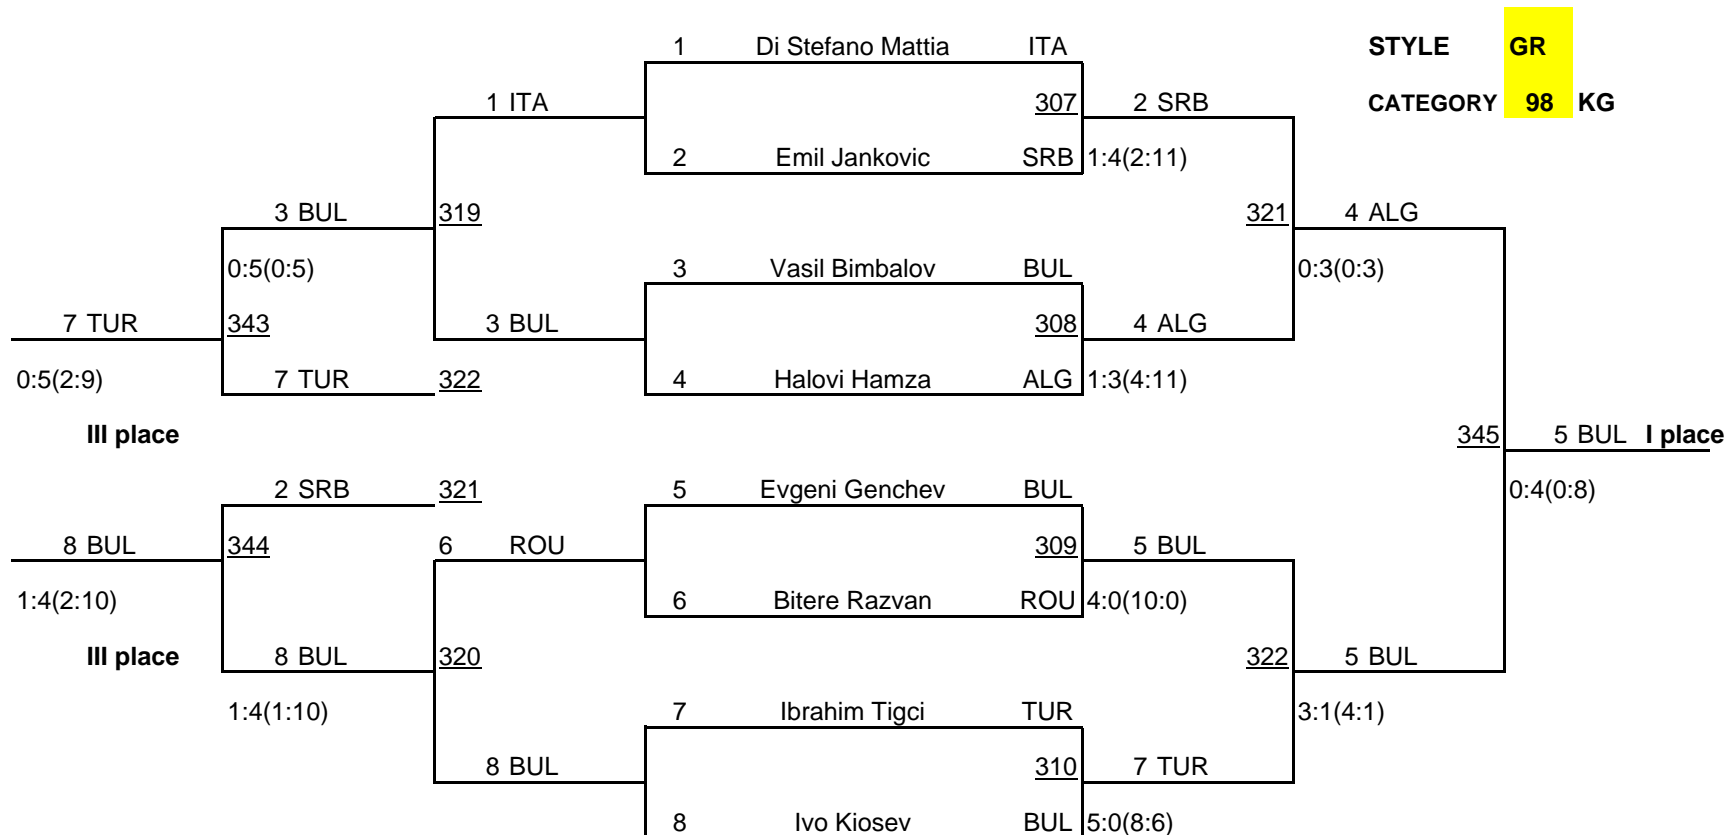 1 Di Stefano Mattia ITA STYLE GR
1 ITA 307 2 SRB CATEGORY 98 KG
2 Emil Jankovic SRB 1:4(2:11)
3 BUL 319 321 4 ALG
0:5(0:5) 3 Vasil Bimbalov BUL 0:3(0:3)
7 TUR 343 3 BUL 308 4 ALG
0:5(2:9) 7 TUR 322 4 Halovi Hamza ALG 1:3(4:11)
III place 345 5 BUL I place
2 SRB 321 5 Evgeni Genchev BUL 0:4(0:8)
8 BUL 344 6 ROU 309 5 BUL
1:4(2:10) 6 Bitere Razvan ROU 4:0(10:0)
III place 8 BUL 320 322 5 BUL
1:4(1:10) 7 Ibrahim Tigci TUR 3:1(4:1)
8 BUL 310 7 TUR
8 Ivo Kiosev BUL 5:0(8:6)